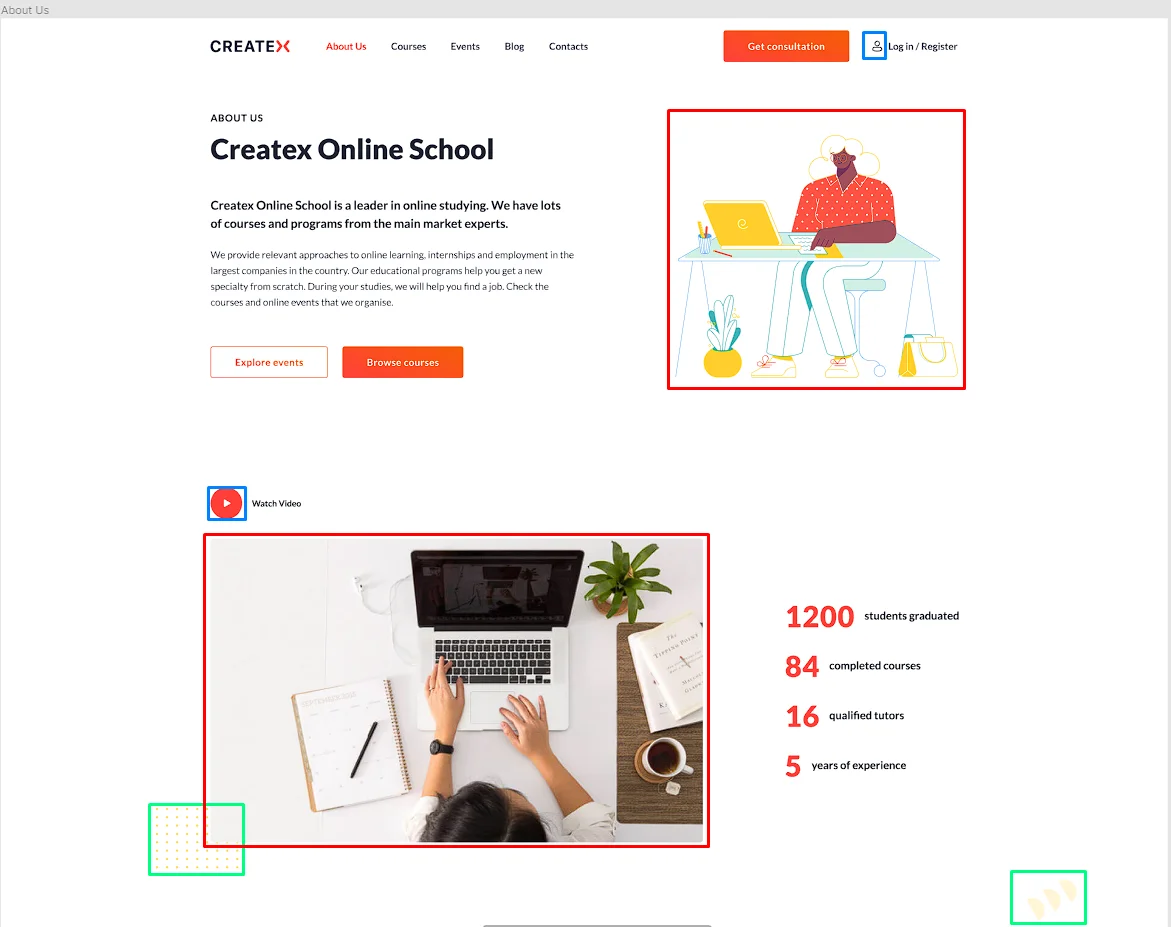 About Us
CREATEX
About Us
Courses
Events
Blog
Contacts
Get consultation
Log in / Register
ABOUT US
Createx Online School
Createx Online School is a leader in online studying. We have lots
of courses and programs from the main market experts.
We provide relevant approaches to online learning, internships and employment in the
largest companies in the country. Our educational programs help you get a new
specialty from scratch. During your studies, we will help you find a job. Check the
courses and online events that we organise.
Explore events
Browse courses
Watch Video
SEPTEMBER
The
Tipping Point
1200 students graduated
84 completed courses
16 qualified tutors
5 years of experience